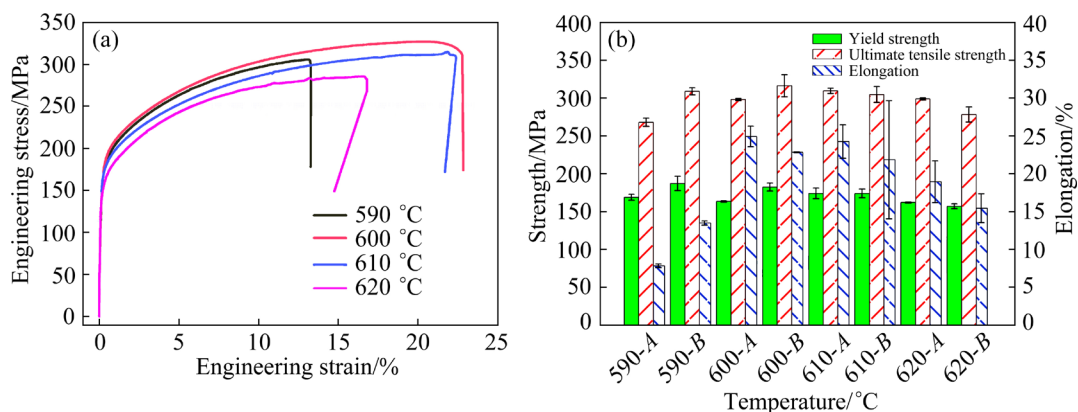 (a)
Engineering stress/MPa
350
300
250
200
150
100
50
0
590 °C
600 °C
610 °C
620 °C
0
5
10
15
20
25
Engineering strain/%
(b)
Strength/MPa
400
350
300
250
200
150
100
50
0
Yield strength
Ultimate tensile strength
Elongation
40
35
30
25
20
15
10
5
0
Elongation/%
590-A
590-B
600-A
600-B
610-A
610-B
620-A
620-B
Temperature/°C